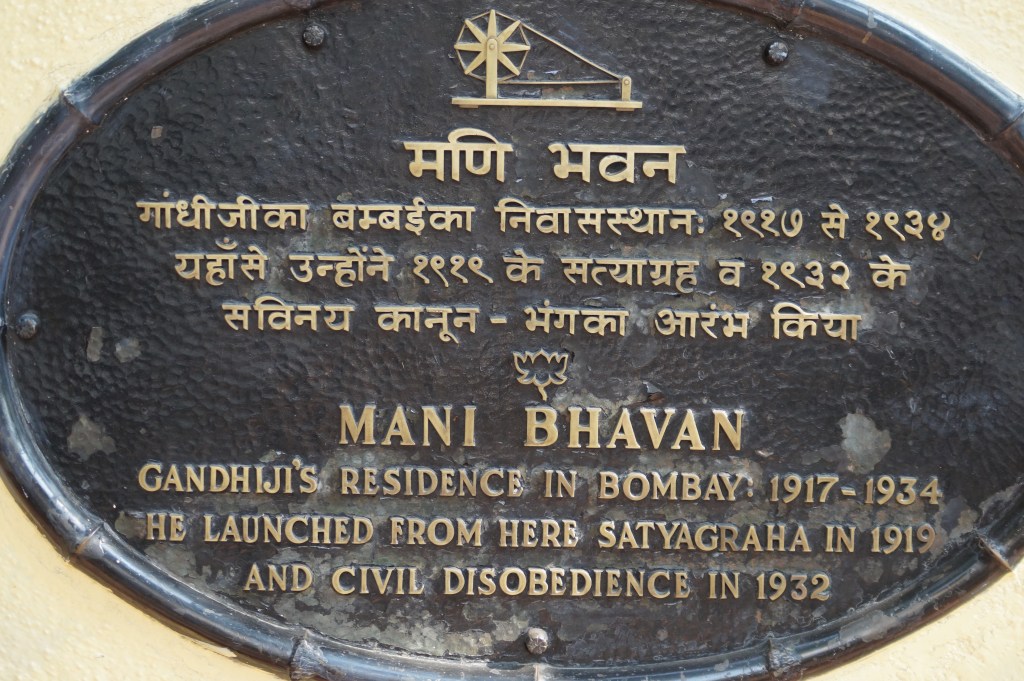 मणि भवन
गांधीजीका बम्बईका निवासस्थान: १९१७ से १९३४
यहाँसे उन्होंने १९१९ के सत्याग्रह व १९३२ के
सविनय कानून - भंगका आरंभ किया
MANI BHAVAN
GANDHIJI'S RESIDENCE IN BOMBAY: 1917-1934
HE LAUNCHED FROM HERE SATYAGRAHA IN 1919
AND CIVIL DISOBEDIENCE IN 1932